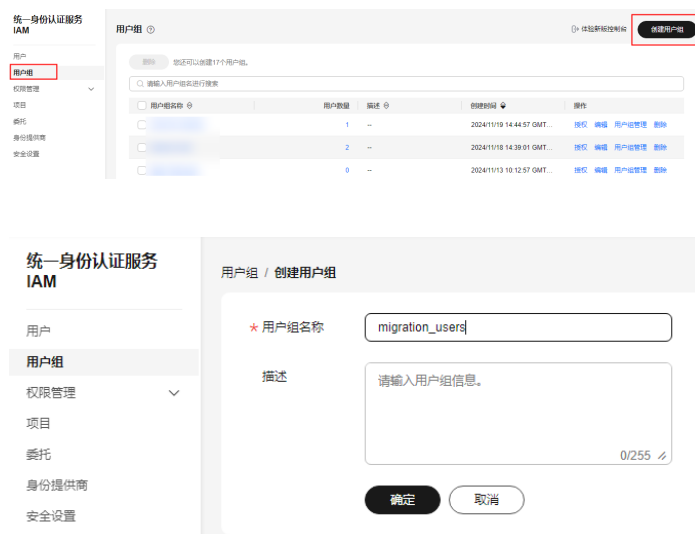 统一身份认证服务
IAM
用户
用户组
权限管理
项目
委托
身份提供商
安全设置
用户组
体验新版控制台
创建用户组
删除 您还可以创建17个用户组。
请输入用户组名进行搜索
用户组名称 用户数量 描述 创建时间 操作
1 -- 2024/11/19 14:44:57 GMT... 授权 编辑 用户组管理 删除
2 -- 2024/11/18 14:39:01 GMT... 授权 编辑 用户组管理 删除
0 -- 2024/11/13 10:12:57 GMT... 授权 编辑 用户组管理 删除
统一身份认证服务
IAM
用户
用户组
权限管理
项目
委托
身份提供商
安全设置
用户组 / 创建用户组
* 用户组名称 migration_users
描述 请输入用户组信息。
0/255
确定 取消